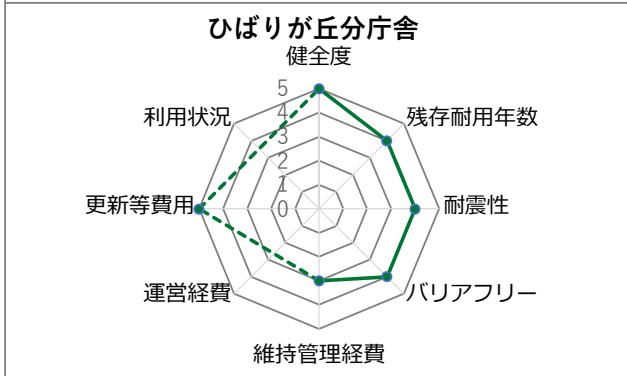 ひばりが丘分庁舎
健全度
残存耐用年数
耐震性
バリアフリー
維持管理経費
運営経費
更新等費用
利用状況
5
4
3
2
1
0